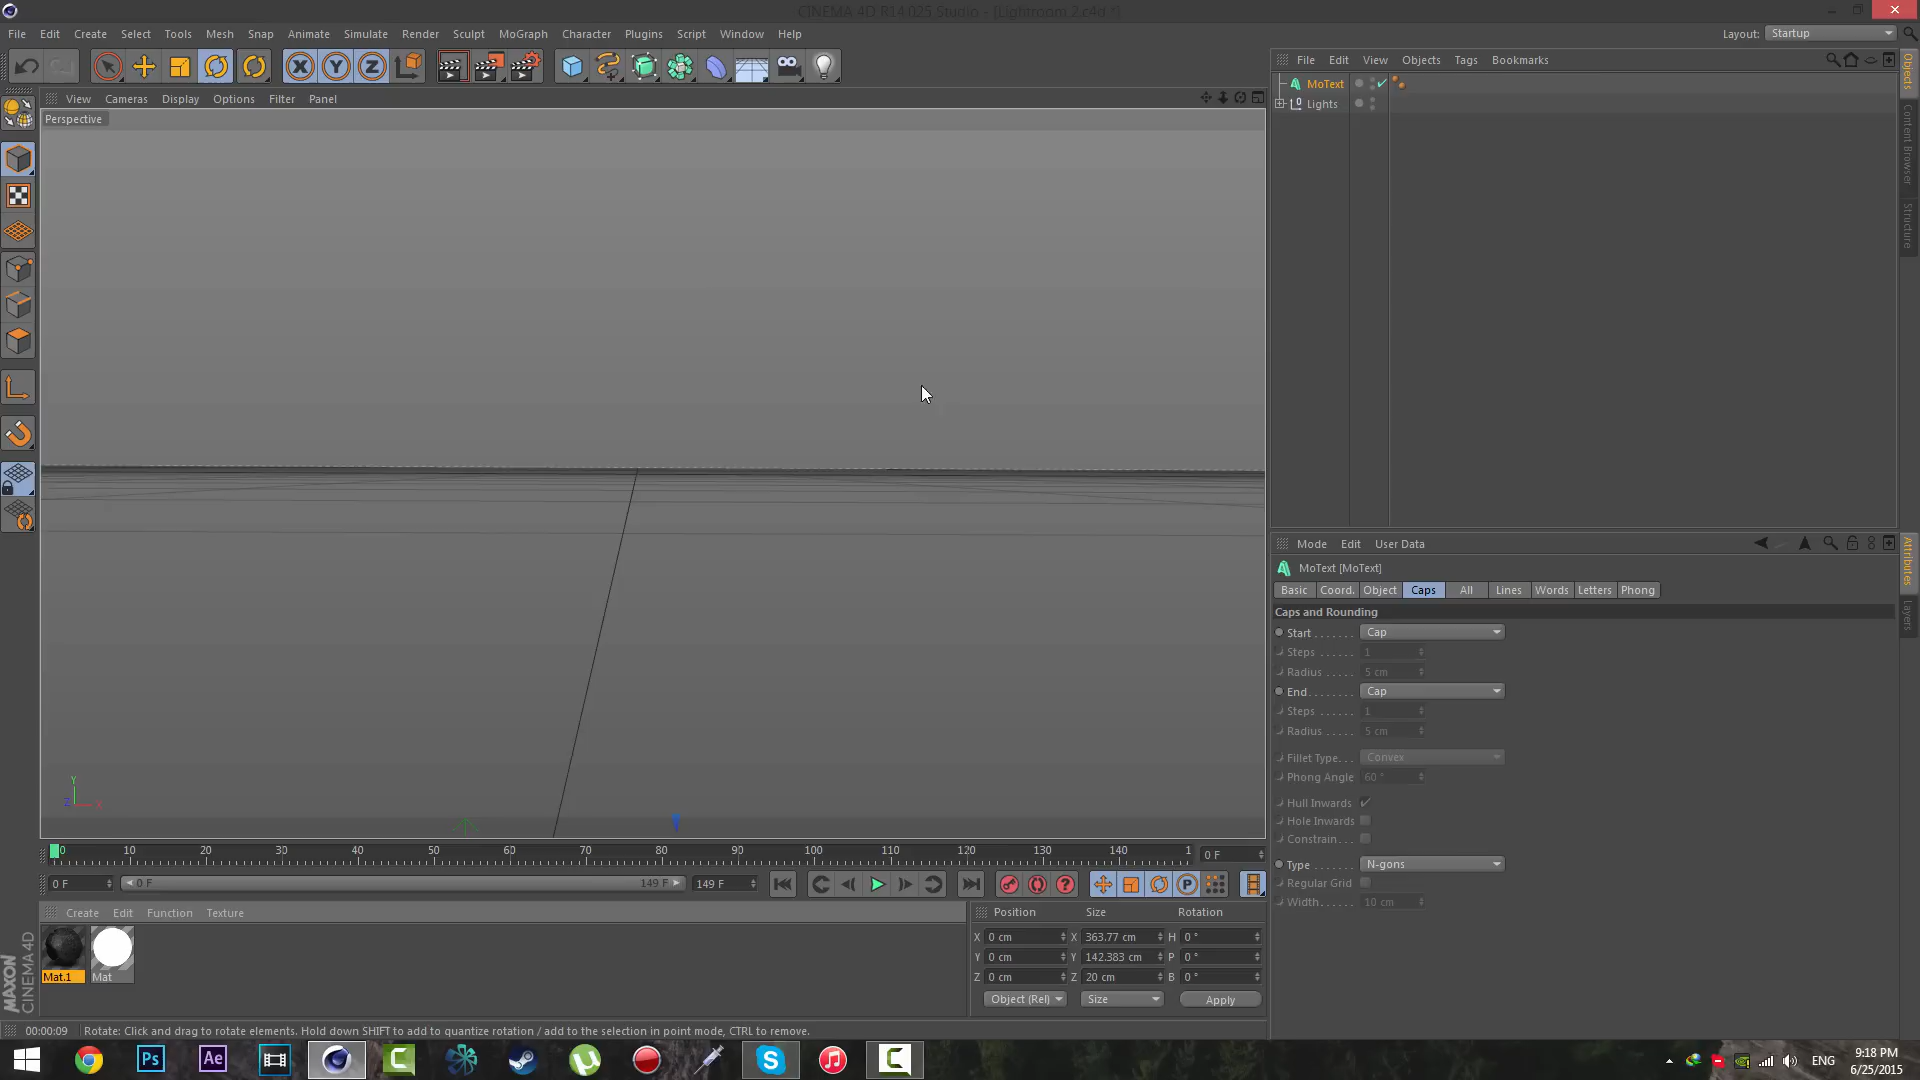 CINEMA 4D R14.025 Studio - [Lightroom 2.c4d *]
File Edit Create Select Tools Mesh Snap Animate Simulate Render Sculpt MoGraph Character Plugins Script Window Help
Layout: Startup
File Edit View Objects Tags Bookmarks
MoText
Lights
View Cameras Display Options Filter Panel
Perspective
Objects
Content Browser
Structure
Mode Edit User Data
MoText [MoText]
Basic Coord. Object Caps All Lines Words Letters Phong
Caps and Rounding
Start . . . . . . . Cap
Steps . . . . . . 1
Radius . . . . . 5 cm
End. . . . . . . . Cap
Steps . . . . . . 1
Radius . . . . . 5 cm
Fillet Type. . . Convex
Phong Angle 60 °
Hull Inwards
Hole Inwards
Constrain. . .
Type . . . . . . . N-gons
Regular Grid
Width. . . . . . 10 cm
Attributes
Layers
Y
Z X
0 10 20 30 40 50 60 70 80 90 100 110 120 130 140 1
0 F
0 F 0 F 149 F 149 F
Create Edit Function Texture
Mat.1 Mat
Position Size Rotation
X 0 cm X 363.77 cm H 0 °
Y 0 cm Y 142.383 cm P 0 °
Z 0 cm Z 20 cm B 0 °
Object (Rel) Size Apply
MAXON
CINEMA 4D
00:00:09 Rotate: Click and drag to rotate elements. Hold down SHIFT to add to quantize rotation / add to the selection in point mode, CTRL to remove.
Ps Ae
ENG
9:18 PM
6/25/2015